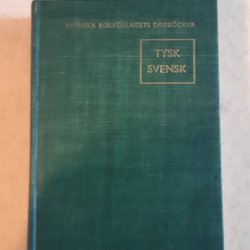 SVENSKA BOKFÖRLAGETS ORDBÖCKER
TYSK
SVENSK